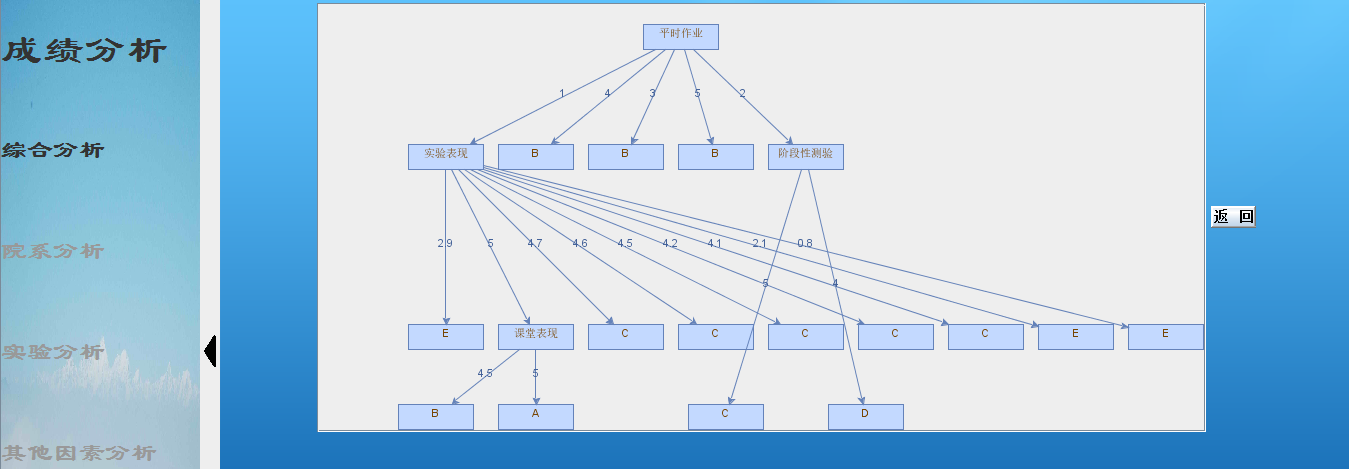 成绩分析
综合分析
院系分析
实验分析
其他因素分析
平时作业
1 4 3 5 2
实验表现 B B B 阶段性测验
2.9 5 4.7 4.6 4.5 4.2 4.1 2.1 0.8
5 4
E 课堂表现 C C C C C E E
4.5 5
B A C D
返 回